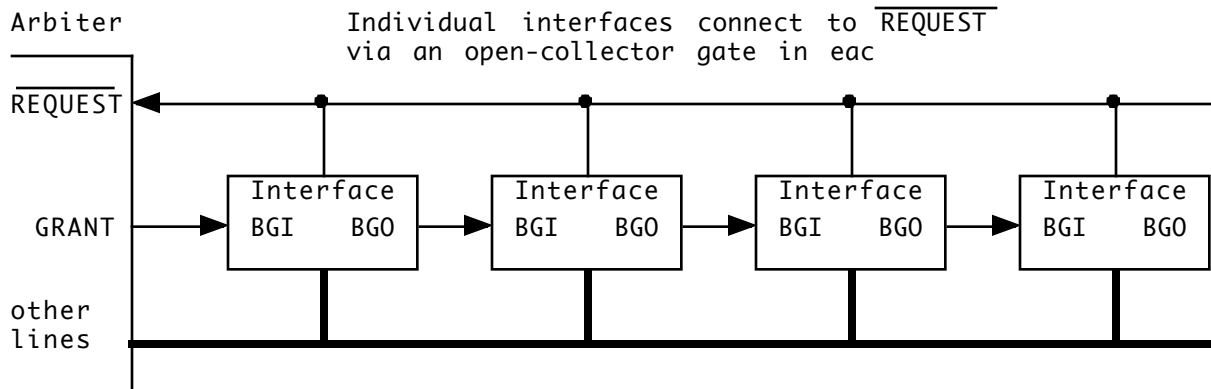 Arbiter
Individual interfaces connect to REQUEST
via an open-collector gate in eac
REQUEST
Interface Interface Interface Interface
GRANT BGI BGO BGI BGO BGI BGO BGI BGO
other
lines